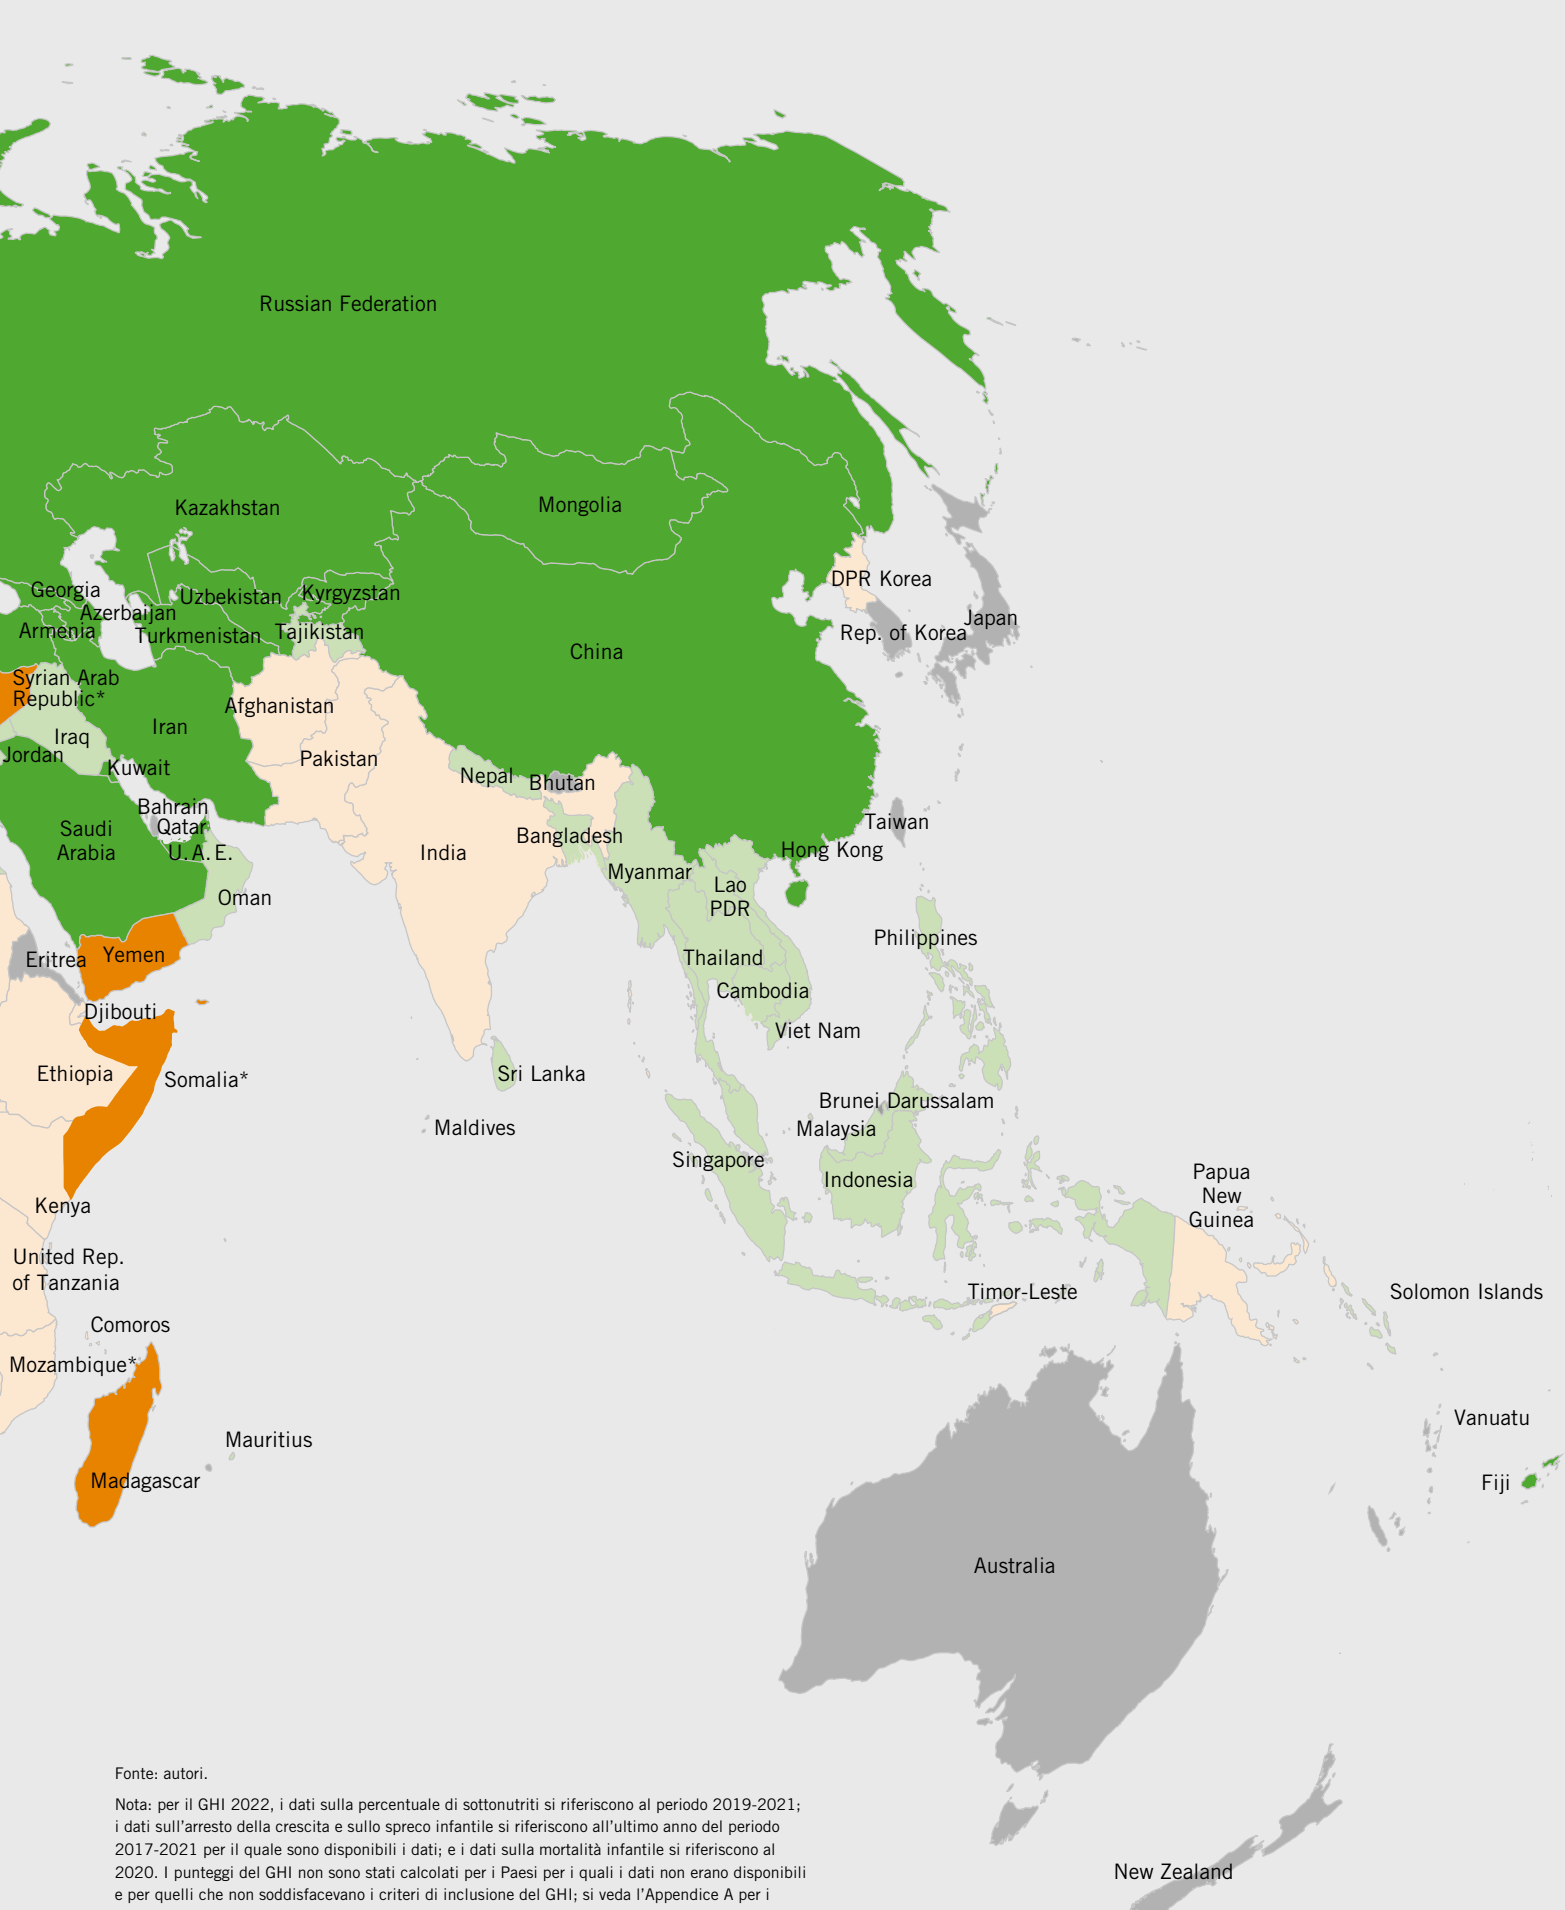 Russian Federation
Kazakhstan
Mongolia
Georgia
Azerbaijan
Armenia
Uzbekistan
Kyrgyzstan
Turkmenistan
Tajikistan
DPR Korea
Rep. of Korea
Japan
China
Syrian Arab
Republic*
Afghanistan
Iran
Iraq
Jordan
Kuwait
Pakistan
Nepal
Bhutan
Bahrain
Qatar
Saudi
Arabia
U. A. E.
Bangladesh
India
Taiwan
Hong Kong
Myanmar
Lao
PDR
Oman
Philippines
Eritrea
Yemen
Thailand
Cambodia
Djibouti
Viet Nam
Ethiopia
Somalia*
Sri Lanka
Brunei Darussalam
Maldives
Malaysia
Singapore
Indonesia
Papua
New
Guinea
Kenya
United Rep.
of Tanzania
Timor-Leste
Solomon Islands
Comoros
Mozambique*
Mauritius
Madagascar
Vanuatu
Fiji
Australia
New Zealand
Fonte: autori.
Nota: per il GHI 2022, i dati sulla percentuale di sottonutriti si riferiscono al periodo 2019-2021;
i dati sull’arresto della crescita e sullo spreco infantile si riferiscono all’ultimo anno del periodo
2017-2021 per il quale sono disponibili i dati; e i dati sulla mortalità infantile si riferiscono al
2020. I punteggi del GHI non sono stati calcolati per i Paesi per i quali i dati non erano disponibili
e per quelli che non soddisfacevano i criteri di inclusione del GHI; si veda l’Appendice A per i